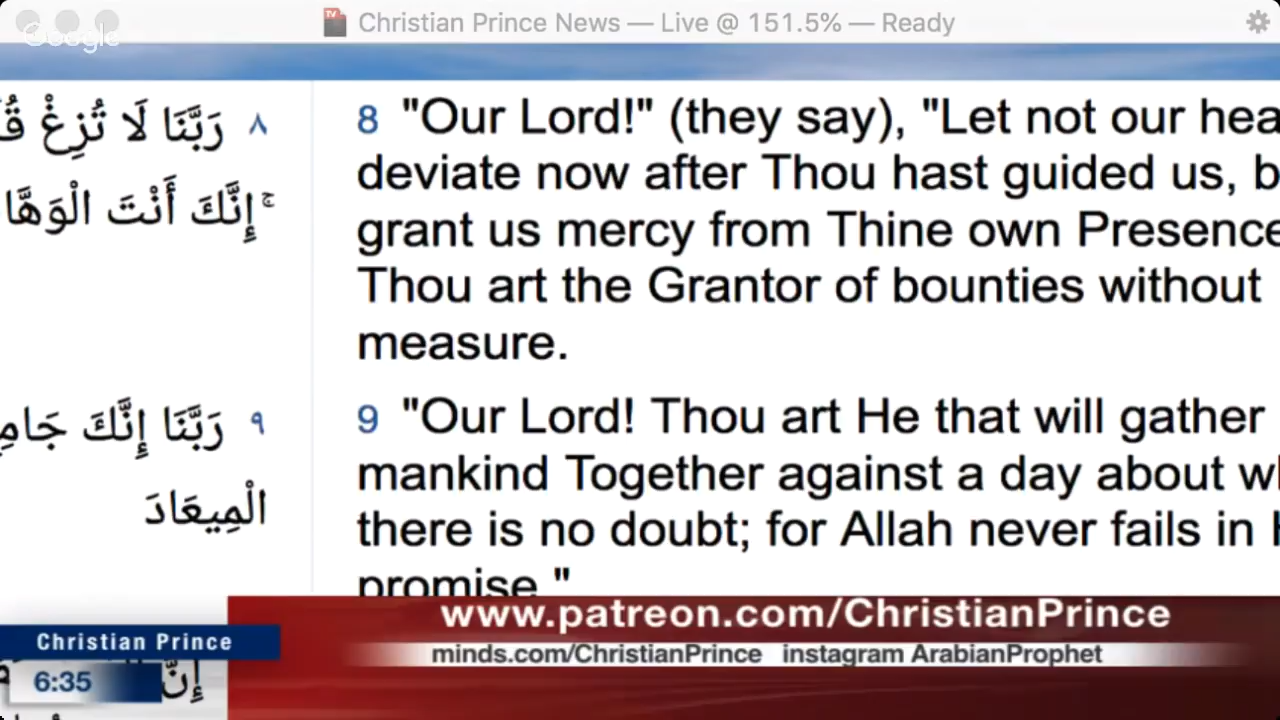 Google
Christian Prince News — Live @ 151.5% — Ready
٨ رَبَّنَا لَا تُزِغْ
إِنَّكَ أَنْتَ
8 "Our Lord!" (they say), "Let not our
deviate now after Thou hast guided us,
grant us mercy from Thine own Presence
Thou art the Grantor of bounties without
measure.
٩ رَبَّنَا إِنَّكَ
الْمِيعَادَ
9 "Our Lord! Thou art He that will gather
mankind Together against a day about
there is no doubt; for Allah never fails in
promise."
www.patreon.com/ChristianPrince
Christian Prince
minds.com/ChristianPrince instagram ArabianProphet
6:35